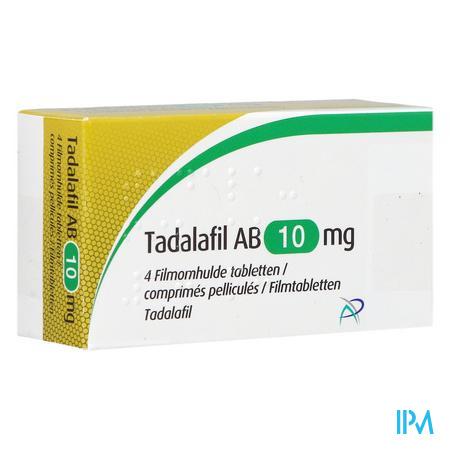 Tadalafil AB 10 mg
4 Filmomhulde tabletten /
comprimés pelliculés / Filmtabletten
Tadalafil
Tadalafil AB 10 mg
4 Filmomhulde tabletten /
comprimés pelliculés / Filmtabletten
IPM